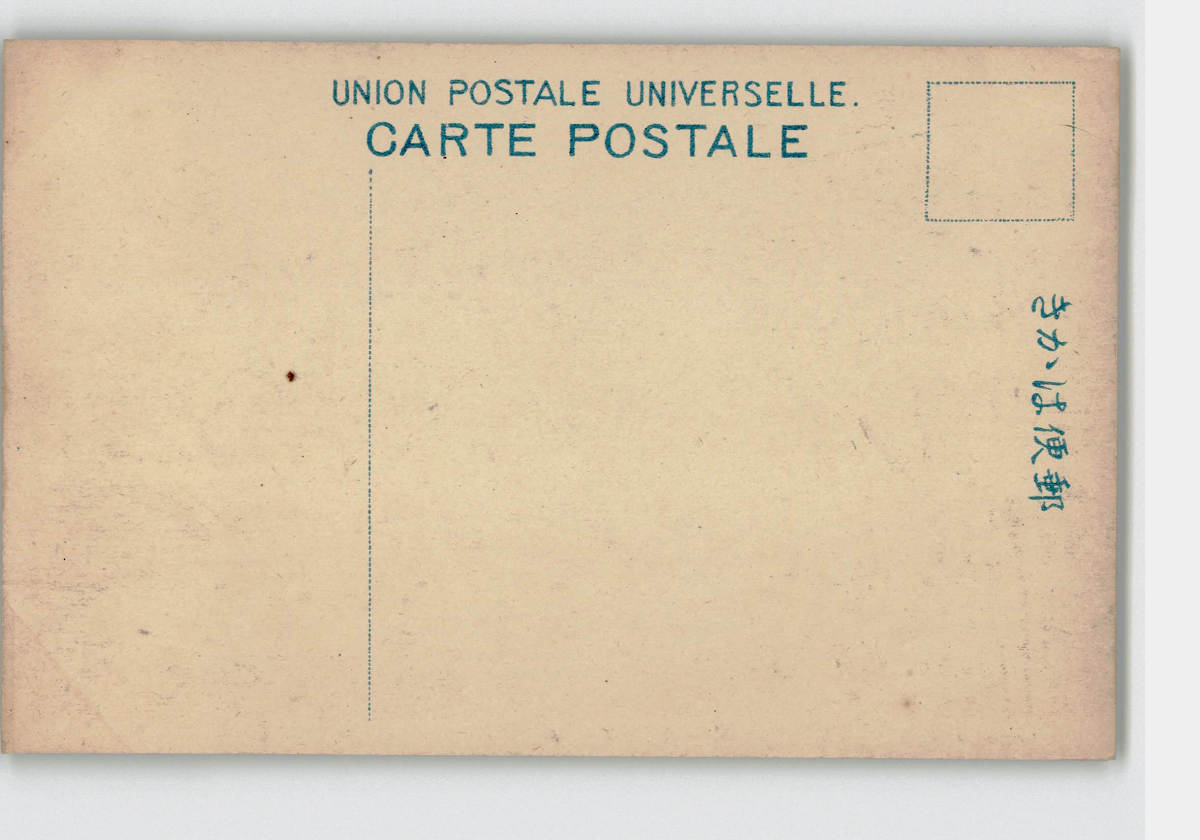 UNION POSTALE UNIVERSELLE.
CARTE POSTALE
郵便はかき